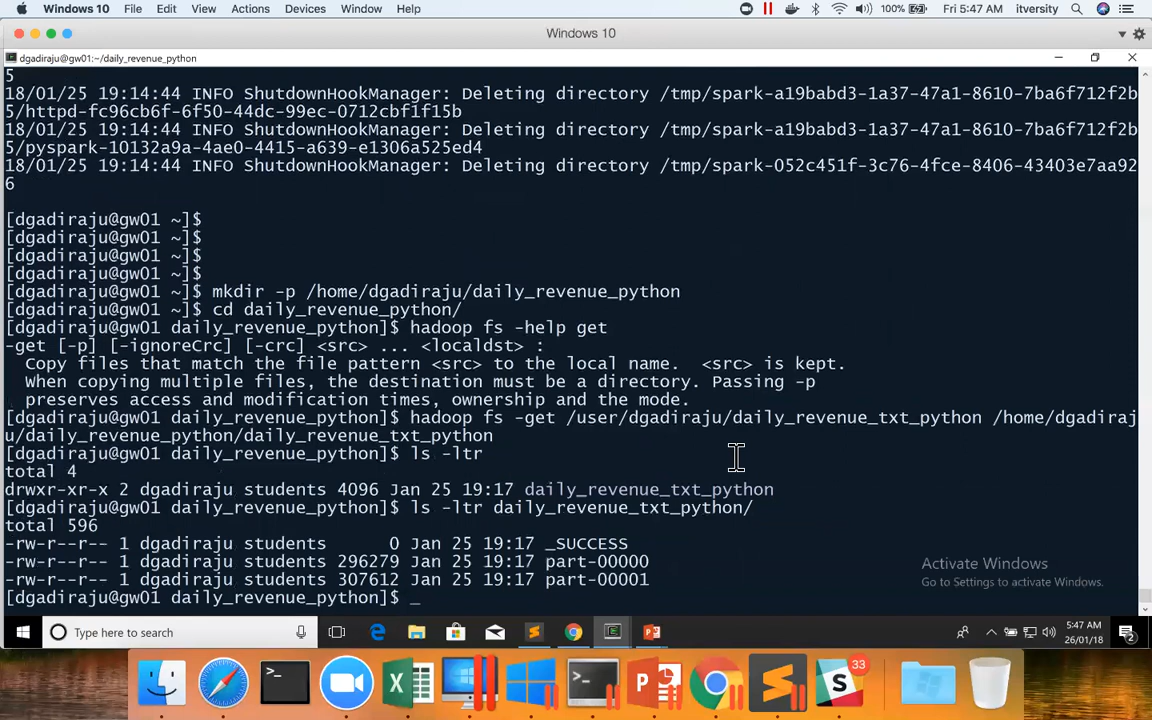 Windows 10 File Edit View Actions Devices Window Help 100% Fri 5:47 AM itversity
Windows 10
dgadiraju@gw01:~/daily_revenue_python
5
18/01/25 19:14:44 INFO ShutdownHookManager: Deleting directory /tmp/spark-a19babd3-1a37-47a1-8610-7ba6f712f2b
5/httpd-fc96cb6f-6f50-44dc-99ec-0712cbf1f15b
18/01/25 19:14:44 INFO ShutdownHookManager: Deleting directory /tmp/spark-a19babd3-1a37-47a1-8610-7ba6f712f2b
5/pyspark-10132a9a-4ae0-4415-a639-e1306a525ed4
18/01/25 19:14:44 INFO ShutdownHookManager: Deleting directory /tmp/spark-052c451f-3c76-4fce-8406-43403e7aa92
6
[dgadiraju@gw01 ~]$
[dgadiraju@gw01 ~]$
[dgadiraju@gw01 ~]$
[dgadiraju@gw01 ~]$
[dgadiraju@gw01 ~]$ mkdir -p /home/dgadiraju/daily_revenue_python
[dgadiraju@gw01 ~]$ cd daily_revenue_python/
[dgadiraju@gw01 daily_revenue_python]$ hadoop fs -help get
-get [-p] [-ignoreCrc] [-crc] <src> ... <localdst> :
  Copy files that match the file pattern <src> to the local name.  <src> is kept.
  When copying multiple files, the destination must be a directory. Passing -p
  preserves access and modification times, ownership and the mode.
[dgadiraju@gw01 daily_revenue_python]$ hadoop fs -get /user/dgadiraju/daily_revenue_txt_python /home/dgadiraj
u/daily_revenue_python/daily_revenue_txt_python
[dgadiraju@gw01 daily_revenue_python]$ ls -ltr
total 4
drwxr-xr-x 2 dgadiraju students 4096 Jan 25 19:17 daily_revenue_txt_python
[dgadiraju@gw01 daily_revenue_python]$ ls -ltr daily_revenue_txt_python/
total 596
-rw-r--r-- 1 dgadiraju students      0 Jan 25 19:17 _SUCCESS
-rw-r--r-- 1 dgadiraju students 296279 Jan 25 19:17 part-00000
-rw-r--r-- 1 dgadiraju students 307612 Jan 25 19:17 part-00001
[dgadiraju@gw01 daily_revenue_python]$ _
Activate Windows
Go to Settings to activate Windows.
Type here to search
5:47 AM
26/01/18
2
33